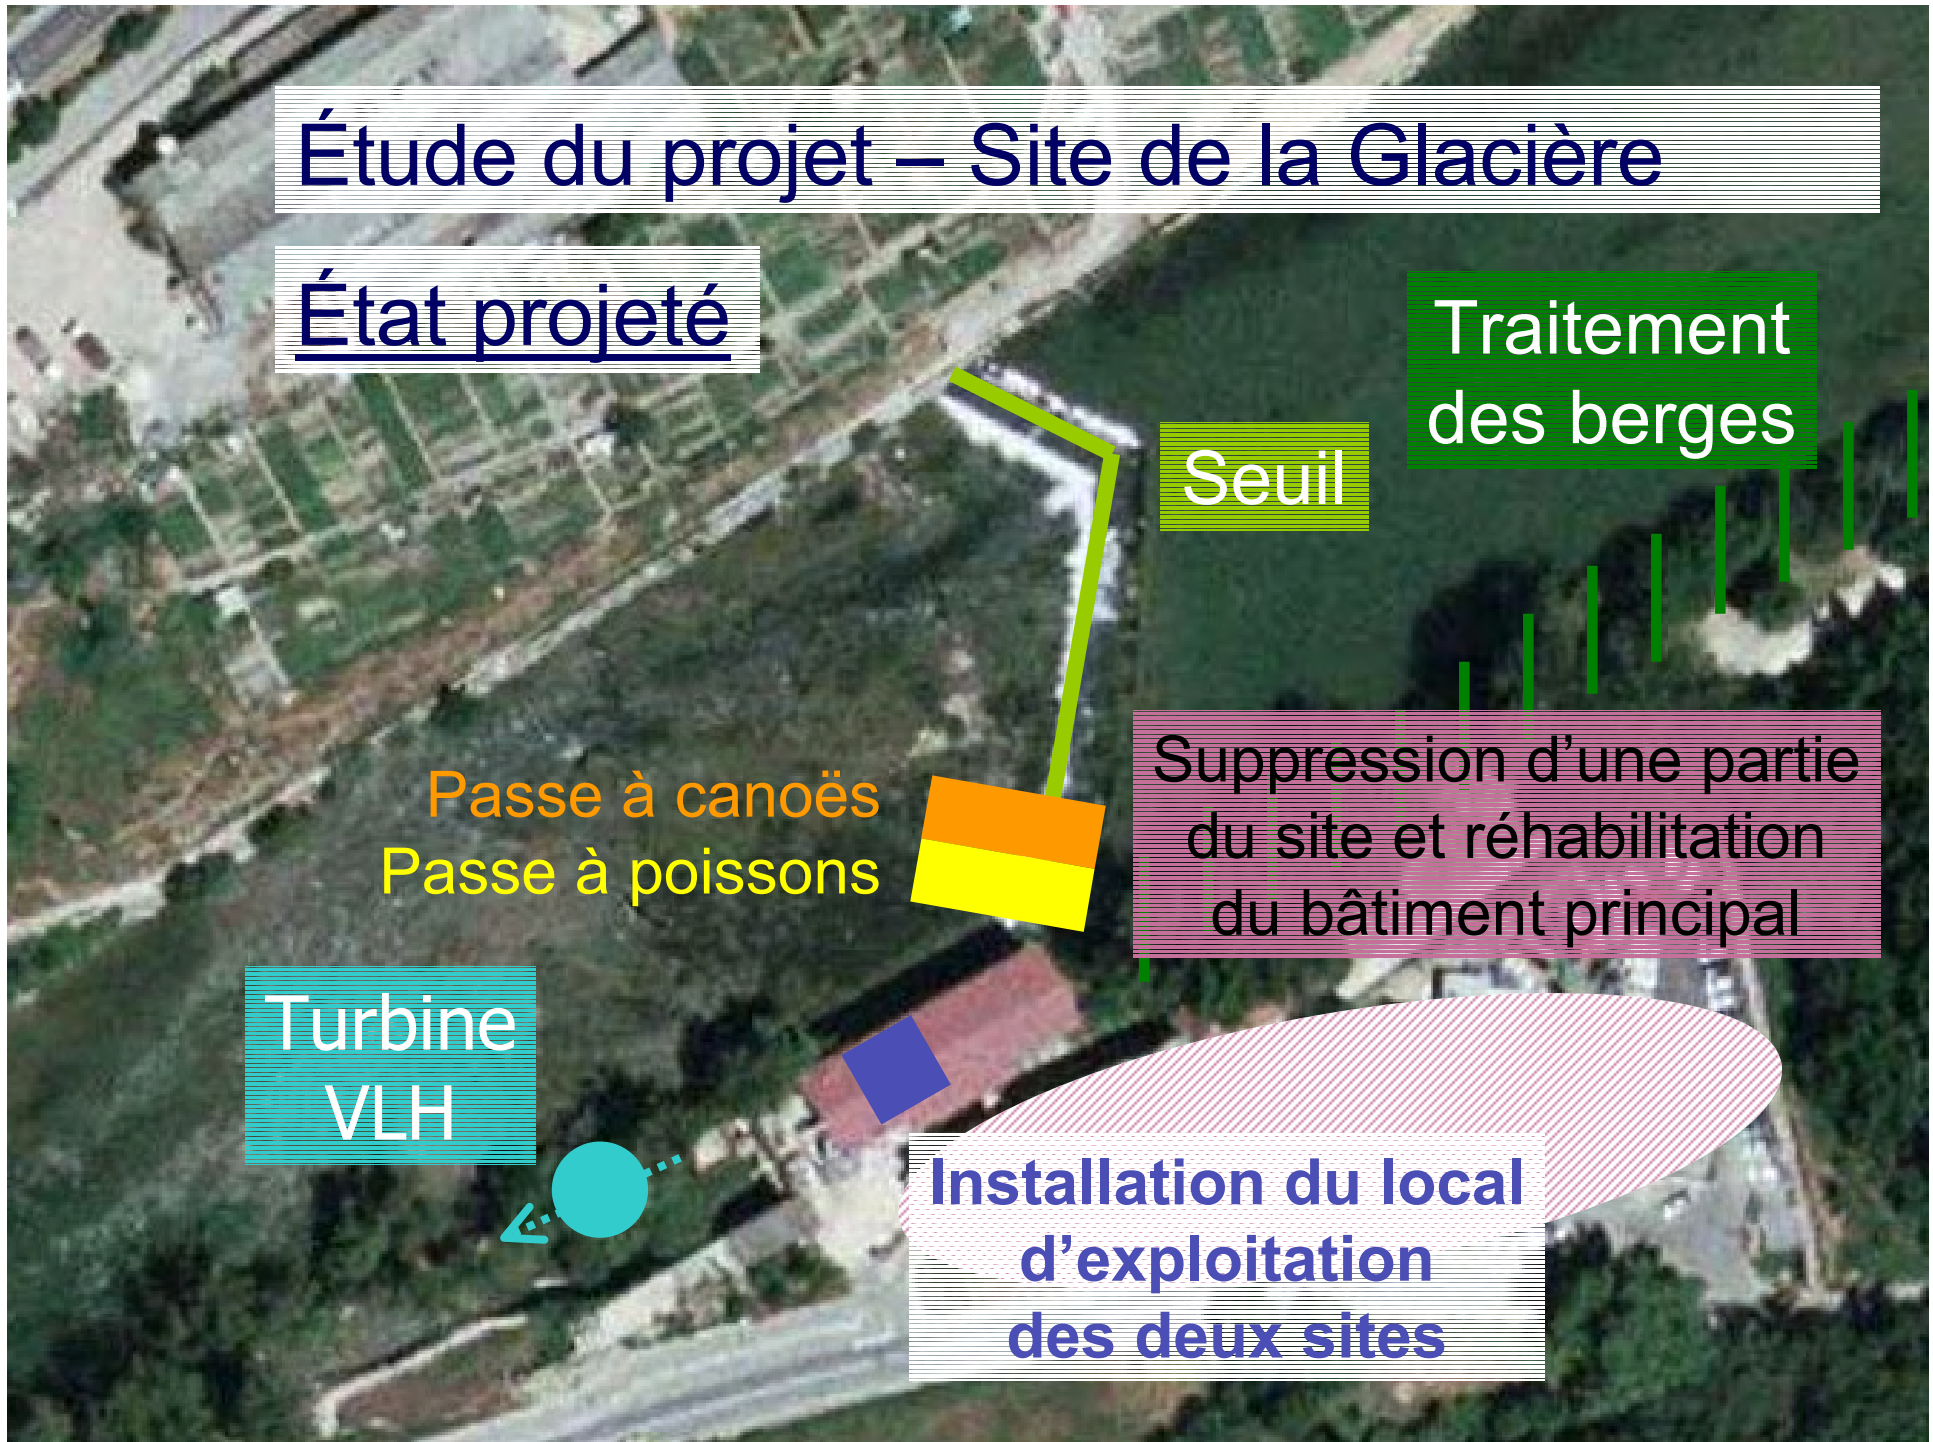 Étude du projet – Site de la Glacière
État projeté
Traitement
des berges
Seuil
Passe à canoës
Passe à poissons
Suppression d’une partie
du site et réhabilitation
du bâtiment principal
Turbine
VLH
Installation du local
d’exploitation
des deux sites